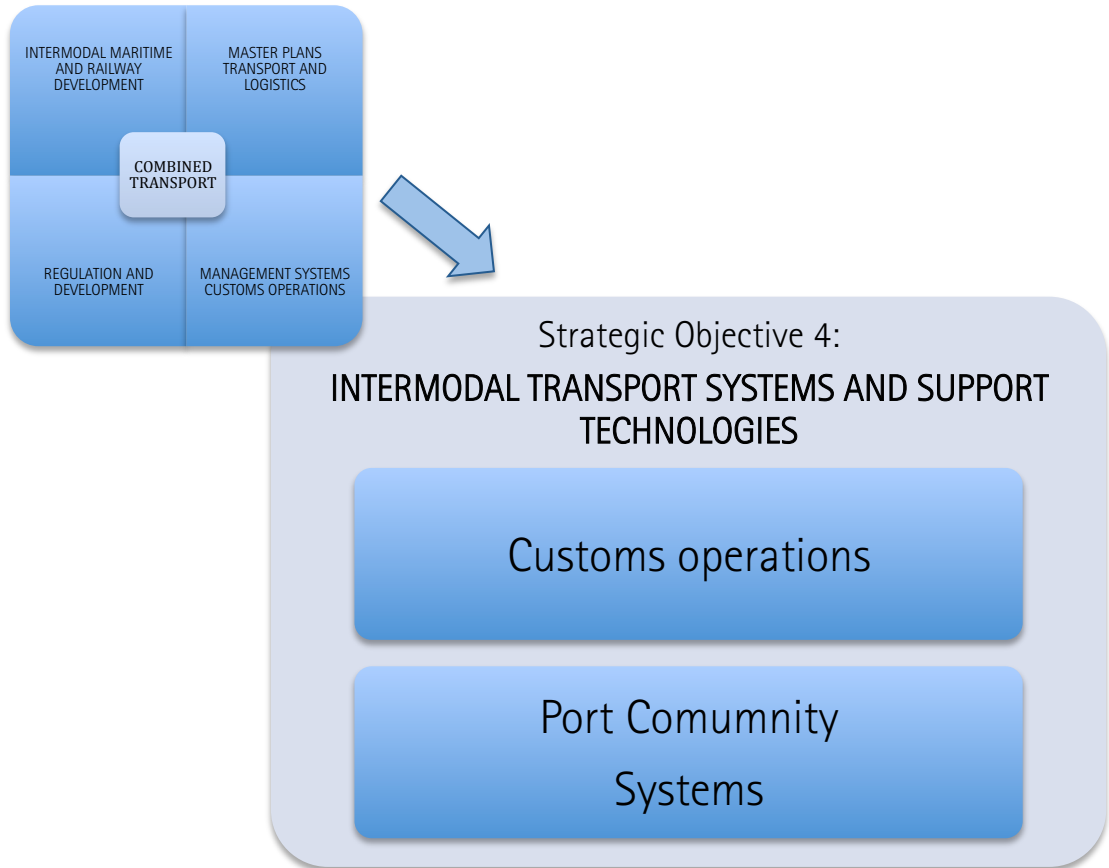 INTERMODAL MARITIME
AND RAILWAY
DEVELOPMENT
MASTER PLANS
TRANSPORT AND
LOGISTICS
COMBINED
TRANSPORT
REGULATION AND
DEVELOPMENT
MANAGEMENT SYSTEMS
CUSTOMS OPERATIONS
Strategic Objective 4:
INTERMODAL TRANSPORT SYSTEMS AND SUPPORT
TECHNOLOGIES
Customs operations
Port Comumnity
Systems